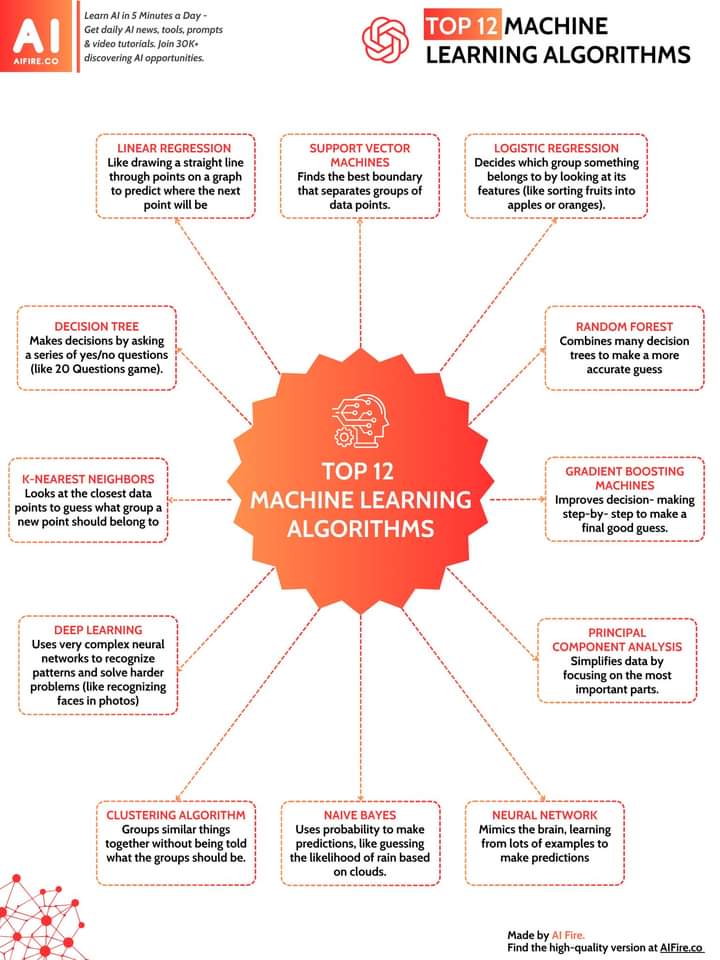 AI
AIFIRE.CO
Learn AI in 5 Minutes a Day -
Get daily AI news, tools, prompts
& video tutorials. Join 30K+
discovering AI opportunities.
TOP 12 MACHINE
LEARNING ALGORITHMS
LINEAR REGRESSION
Like drawing a straight line
through points on a graph
to predict where the next
point will be
SUPPORT VECTOR
MACHINES
Finds the best boundary
that separates groups of
data points.
LOGISTIC REGRESSION
Decides which group something
belongs to by looking at its
features (like sorting fruits into
apples or oranges).
DECISION TREE
Makes decisions by asking
a series of yes/no questions
(like 20 Questions game).
RANDOM FOREST
Combines many decision
trees to make a more
accurate guess
TOP 12
MACHINE LEARNING
ALGORITHMS
K-NEAREST NEIGHBORS
Looks at the closest data
points to guess what group a
new point should belong to
GRADIENT BOOSTING
MACHINES
Improves decision- making
step-by- step to make a
final good guess.
DEEP LEARNING
Uses very complex neural
networks to recognize
patterns and solve harder
problems (like recognizing
faces in photos)
PRINCIPAL
COMPONENT ANALYSIS
Simplifies data by
focusing on the most
important parts.
CLUSTERING ALGORITHM
Groups similar things
together without being told
what the groups should be.
NAIVE BAYES
Uses probability to make
predictions, like guessing
the likelihood of rain based
on clouds.
NEURAL NETWORK
Mimics the brain, learning
from lots of examples to
make predictions
Made by AI Fire.
Find the high-quality version at AIFire.co